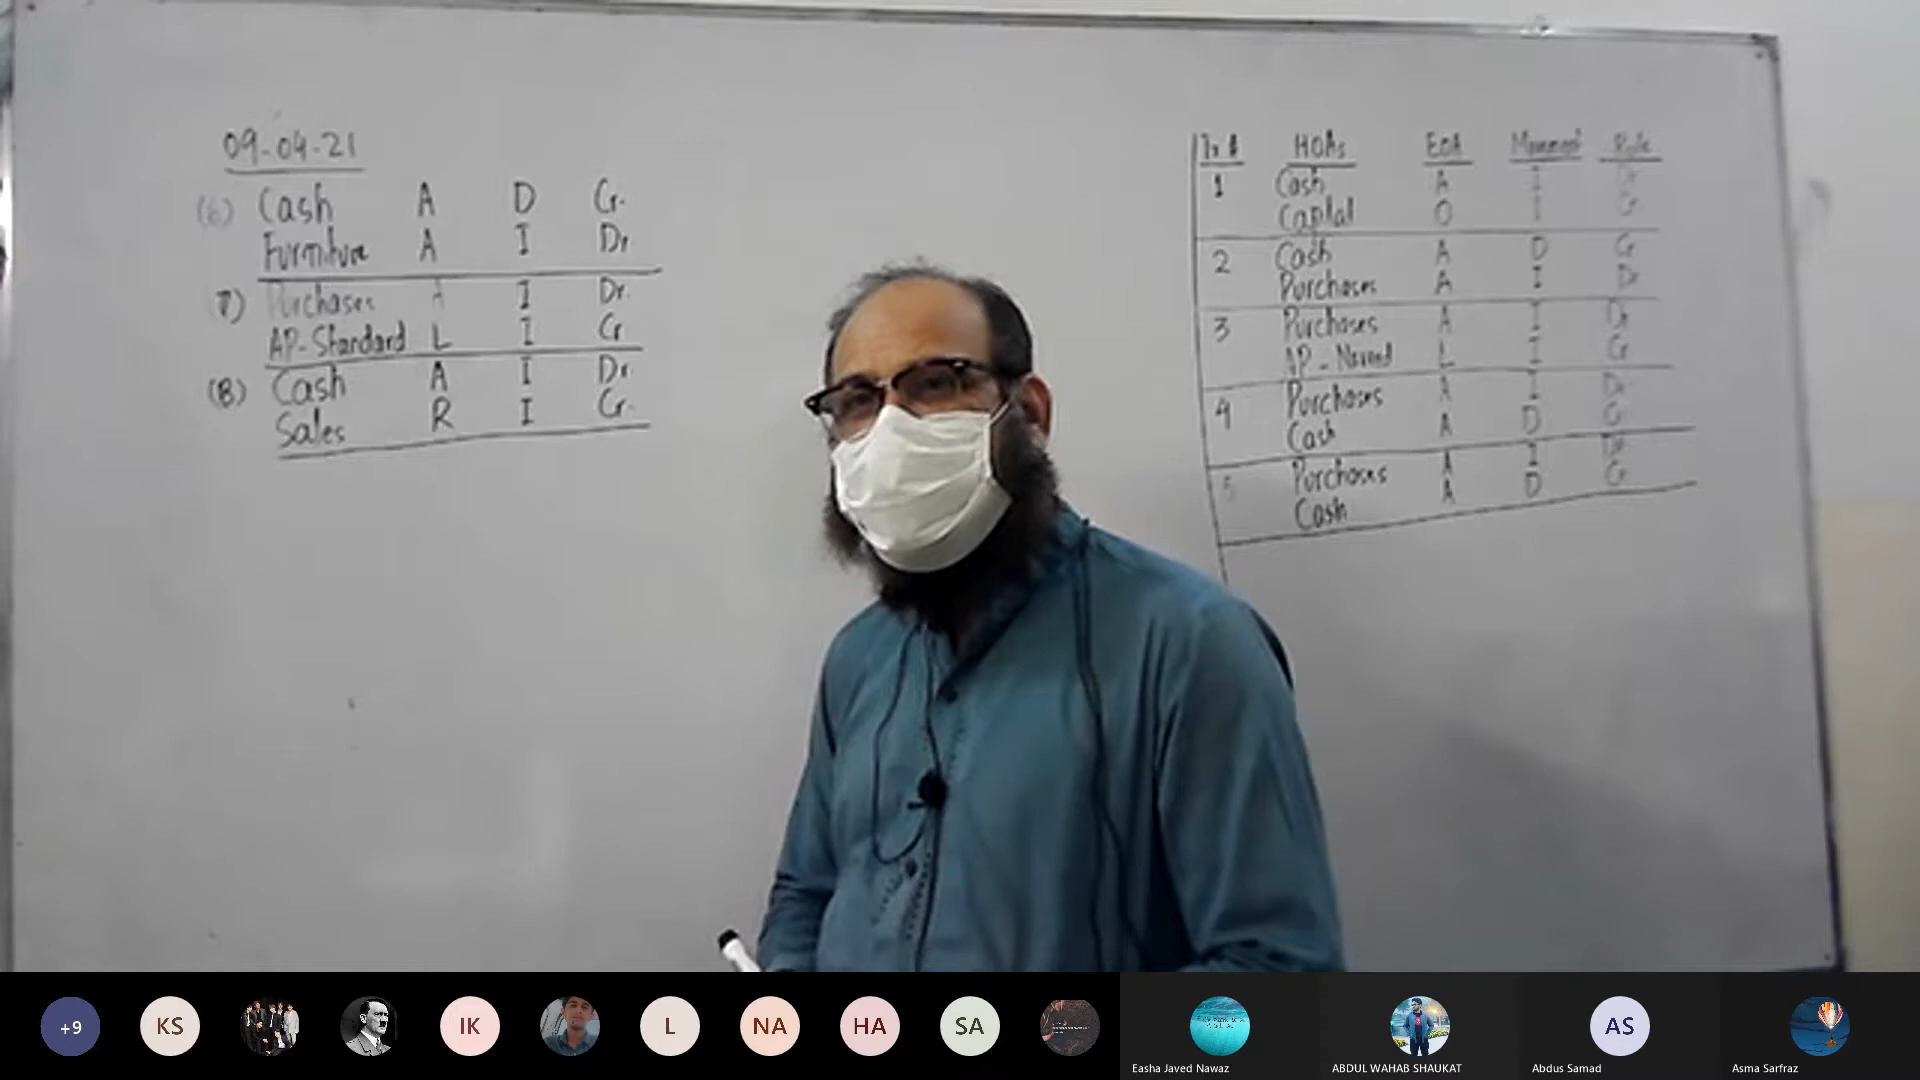 09-04-21
(6) Cash A D Cr.
Furniture A I Dr
(7) Purchases A I Dr.
AP-Standard L I Cr
(8) Cash A I Dr
Sales R I Cr.
Tr # HOAs EOA Movement Rule
1 Cash A I Dr
Capital O I Cr
2 Cash A D Cr
Purchases A I Dr
3 Purchases A I Dr
AP-Naveed L I Cr
4 Purchases A I Dr
Cash A D Cr
5 Purchases A I Dr
Cash A D Cr
+9
KS
IK
L
NA
HA
SA
AS
Easha Javed Nawaz
ABDUL WAHAB SHAUKAT
Abdus Samad
Asma Sarfraz